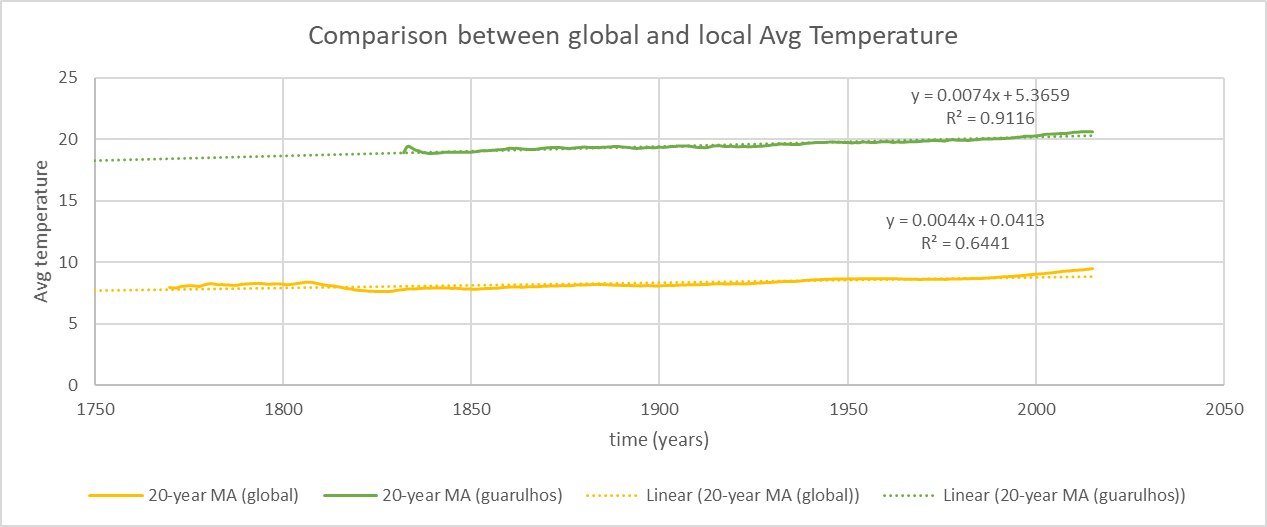 Comparison between global and local Avg Temperature
25
20
15
10
5
0
Avg temperature
y = 0.0074x + 5.3659
R² = 0.9116
y = 0.0044x + 0.0413
R² = 0.6441
1750 1800 1850 1900 1950 2000 2050
time (years)
20-year MA (global) 20-year MA (guarulhos) Linear (20-year MA (global)) Linear (20-year MA (guarulhos))